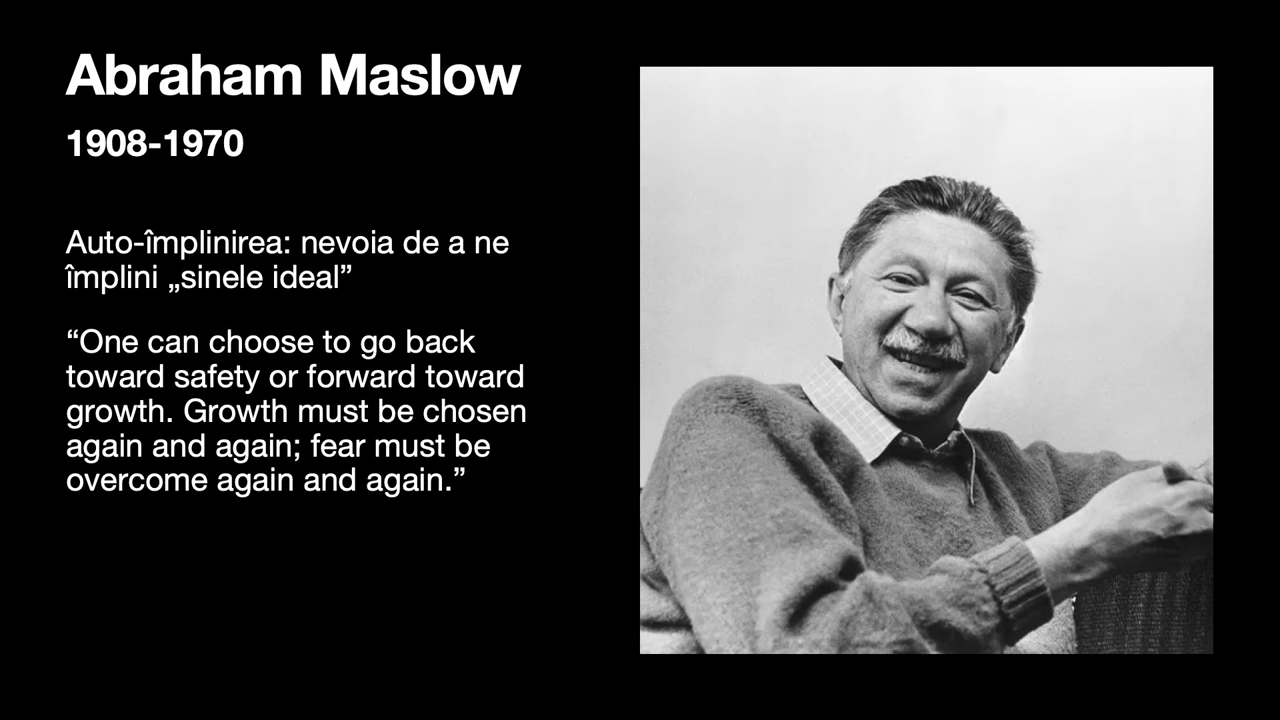 Abraham Maslow
1908-1970
Auto-împlinirea: nevoia de a ne
împlini „sinele ideal”
“One can choose to go back
toward safety or forward toward
growth. Growth must be chosen
again and again; fear must be
overcome again and again.”